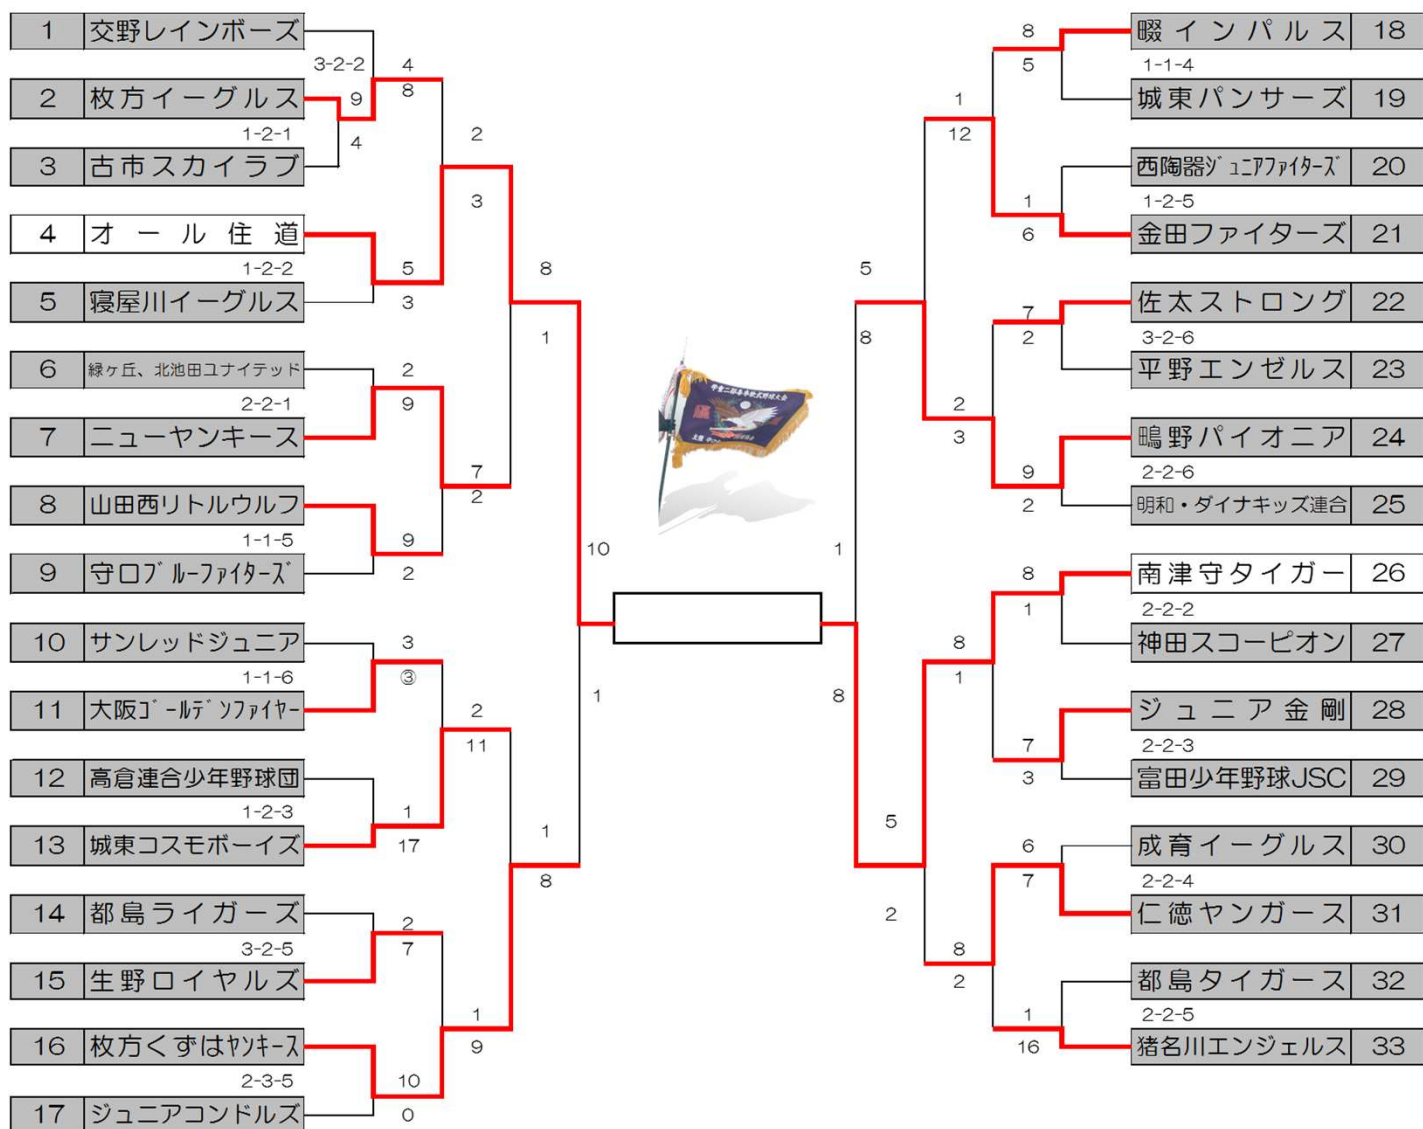 1 交野レインボーズ
3-2-2
4
8
2 枚方イーグルス
9
1-2-1
4
3 古市スカイラブ
2
3
4 オール住道
1-2-2
5
3
5 寝屋川イーグルス
8
1
6 緑ヶ丘、北池田ユナイテッド
2
2-2-1
9
7 ニューヤンキース
7
2
8 山田西リトルウルフ
1-1-5
9
2
9 守口ブルーファイターズ
10
1
10 サンレッドジュニア
3
1-1-6
③
11 大阪ゴールデンファイヤー
2
11
12 高倉連合少年野球団
1-2-3
1
17
13 城東コスモボーイズ
1
8
14 都島ライガーズ
2
3-2-5
7
15 生野ロイヤルズ
1
9
16 枚方くずはヤンキース
2-3-5
10
0
17 ジュニアコンドルズ
畷インパルス 18
8
5
1-1-4
城東パンサーズ 19
1
12
西陶器ジュニアファイターズ 20
1-2-5
1
6
金田ファイターズ 21
5
8
佐太ストロング 22
7
2
3-2-6
平野エンゼルス 23
2
3
鴫野パイオニア 24
9
2
2-2-6
明和・ダイナキッズ連合 25
1
8
南津守タイガー 26
8
1
2-2-2
神田スコーピオン 27
8
1
ジュニア金剛 28
7
3
2-2-3
富田少年野球JSC 29
5
2
成育イーグルス 30
6
7
2-2-4
仁徳ヤンガース 31
8
2
都島タイガース 32
2-2-5
1
16
猪名川エンジェルス 33